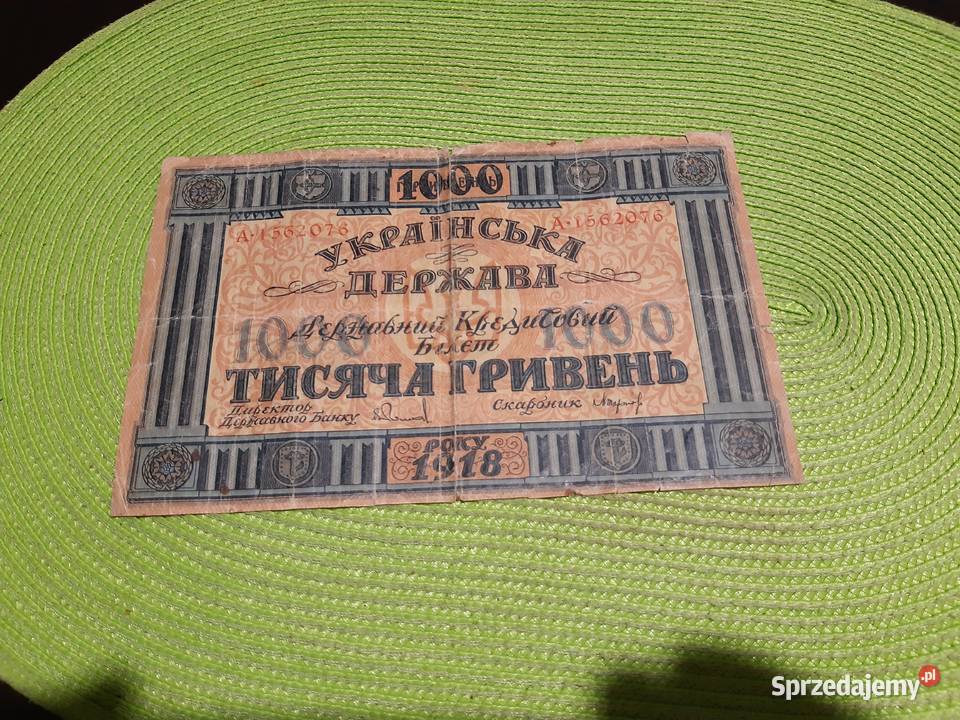 1000
А·1562076 А·1562076
УКРАЇНСЬКА
ДЕРЖАВА
1000 Державний Кредитовий 1000
Білет
ТИСЯЧА ГРИВЕНЬ
Директор
Державного Банку
Скарбник
РОКУ
1918
Sprzedajemy.pl